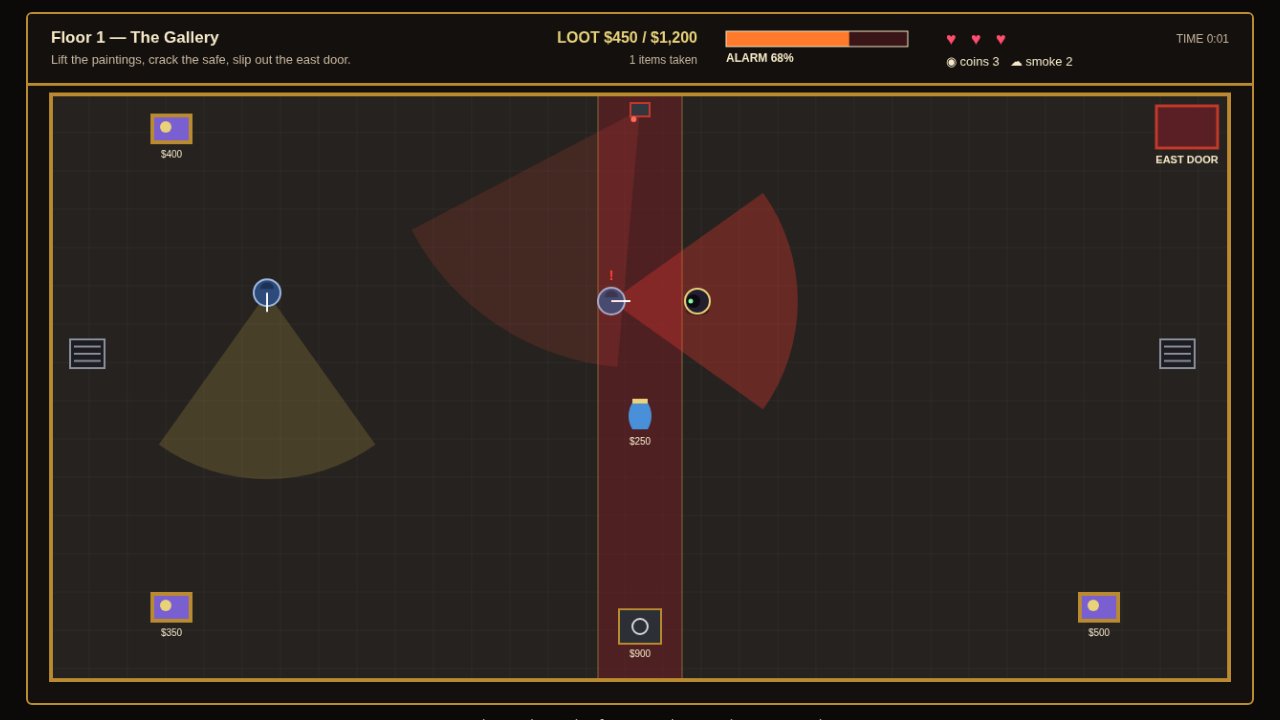 Floor 1 — The Gallery
Lift the paintings, crack the safe, slip out the east door.
LOOT $450 / $1,200
1 items taken
ALARM 68%
♥ ♥ ♥
◉ coins 3 ☁ smoke 2
TIME 0:01
$400
EAST DOOR
!
$250
$350
$900
$500